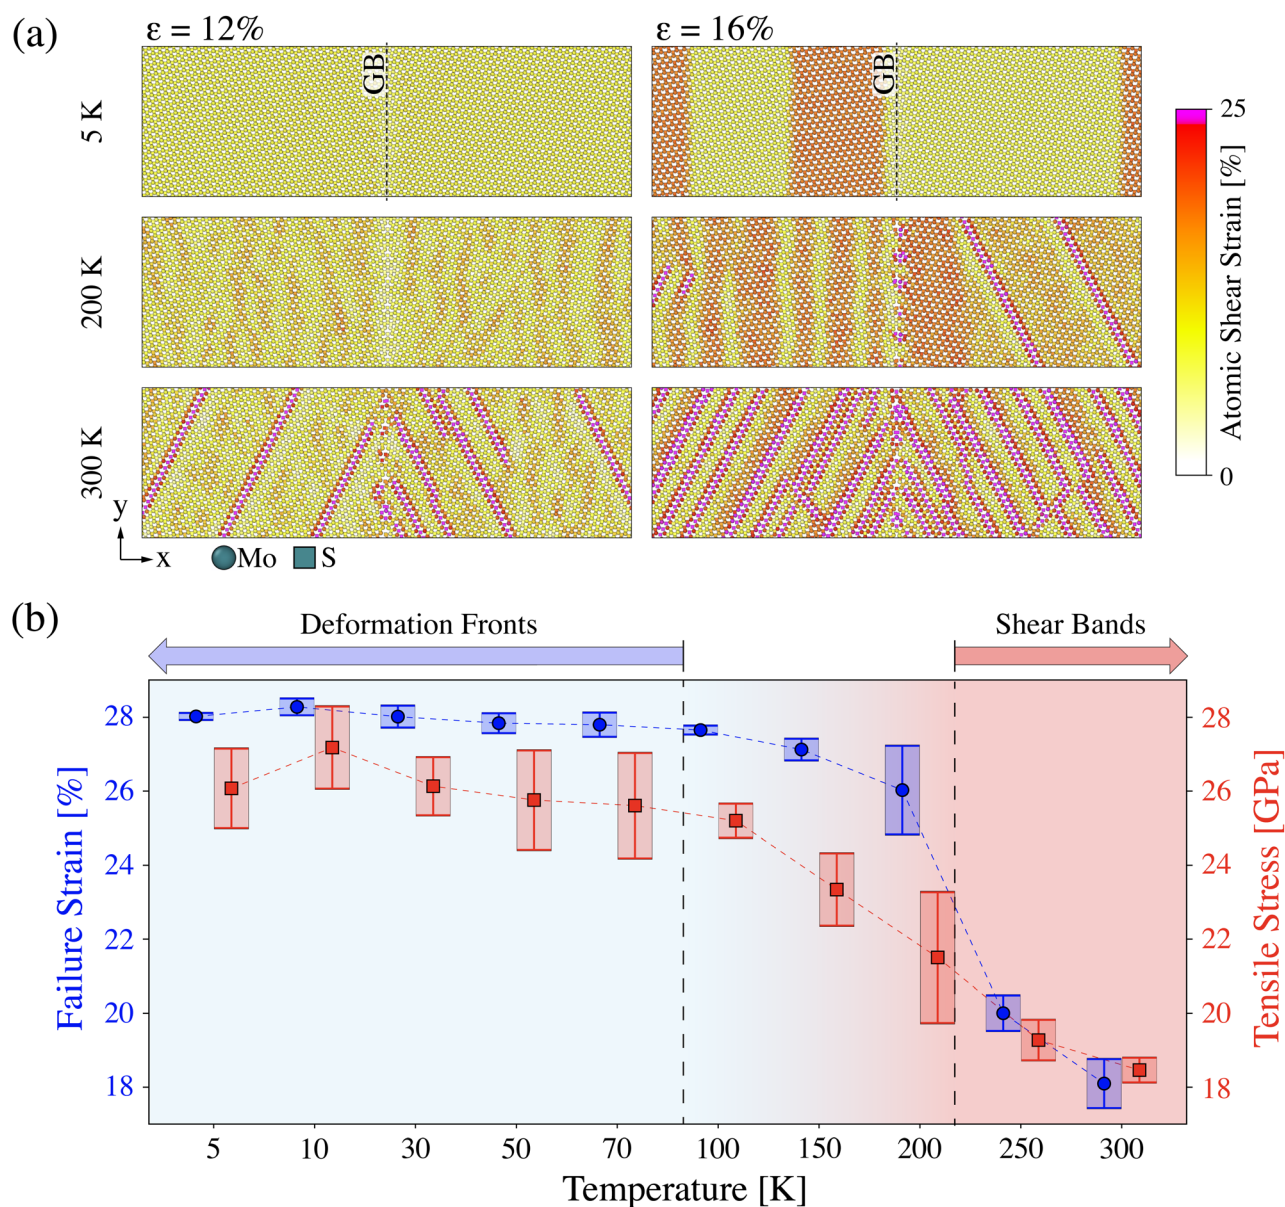 (a)
ε = 12%
ε = 16%
GB
GB
5 K
200 K
300 K
25
Atomic Shear Strain [%]
0
y
x
Mo
S
(b)
Deformation Fronts
Shear Bands
28
26
24
22
20
18
Failure Strain [%]
28
26
24
22
20
18
Tensile Stress [GPa]
5 10 30 50 70 100 150 200 250 300
Temperature [K]